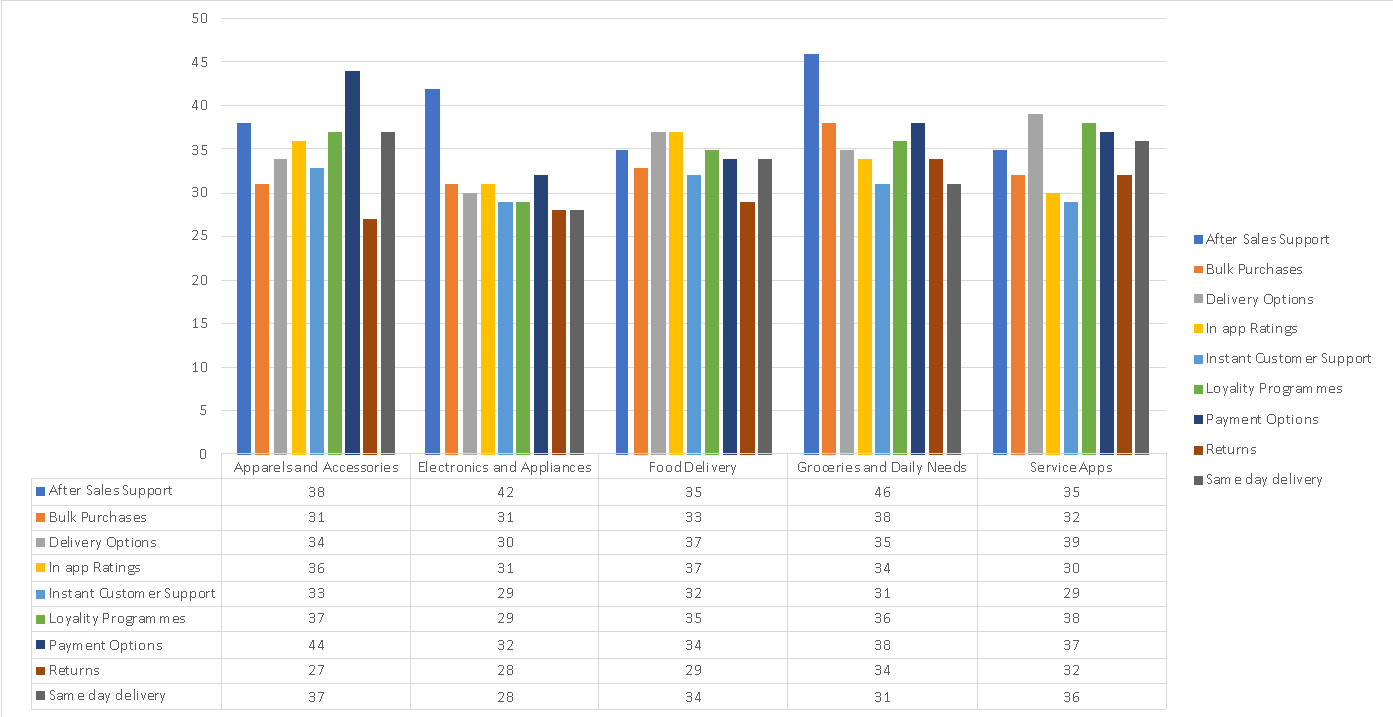 50
45
40
35
30
25
20
15
10
5
0
Apparels and Accessories Electronics and Appliances Food Delivery Groceries and Daily Needs Service Apps
After Sales Support 38 42 35 46 35
Bulk Purchases 31 31 33 38 32
Delivery Options 34 30 37 35 39
In app Ratings 36 31 37 34 30
Instant Customer Support 33 29 32 31 29
Loyality Programmes 37 29 35 36 38
Payment Options 44 32 34 38 37
Returns 27 28 29 34 32
Same day delivery 37 28 34 31 36
After Sales Support
Bulk Purchases
Delivery Options
In app Ratings
Instant Customer Support
Loyality Programmes
Payment Options
Returns
Same day delivery